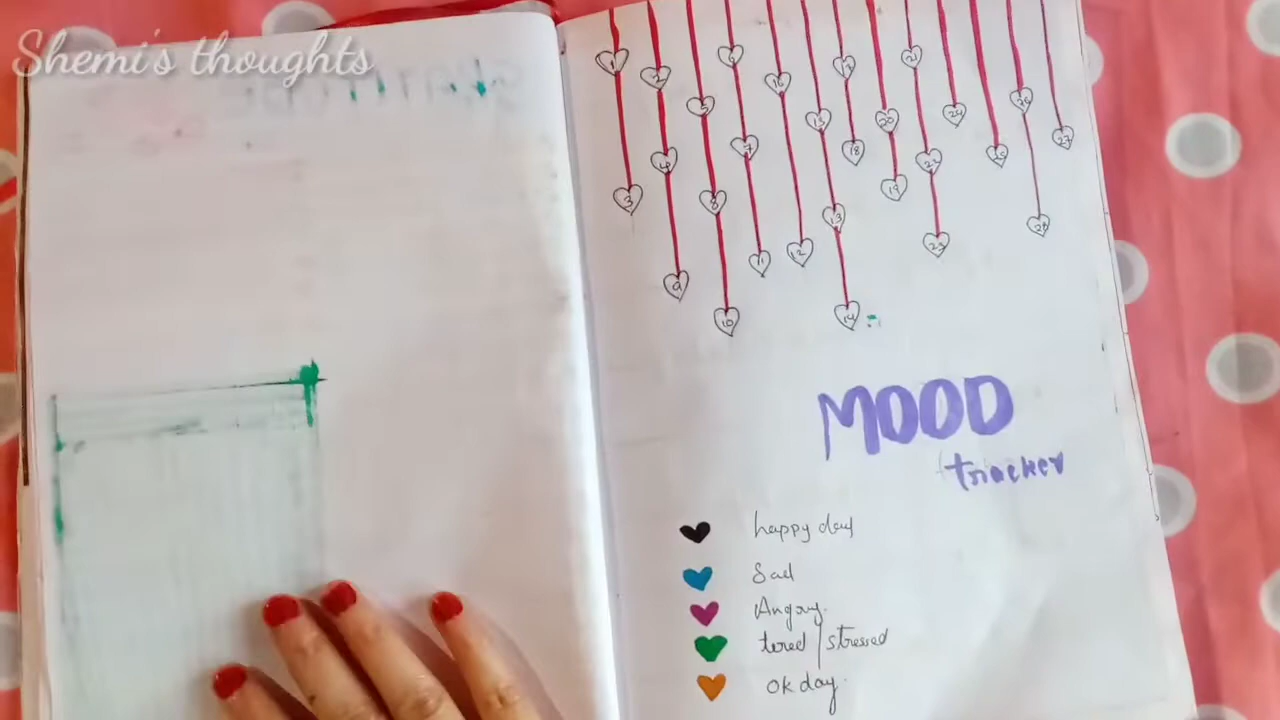 Shemi's thoughts
1 2 5 6 16 15 17 20 21 24 25 26 27
4 7 18 19 22
3 8 13 23 28
9 11 12
10 14
MOOD
tracker
happy day
Sad
Angry.
tired / stressed
ok day.